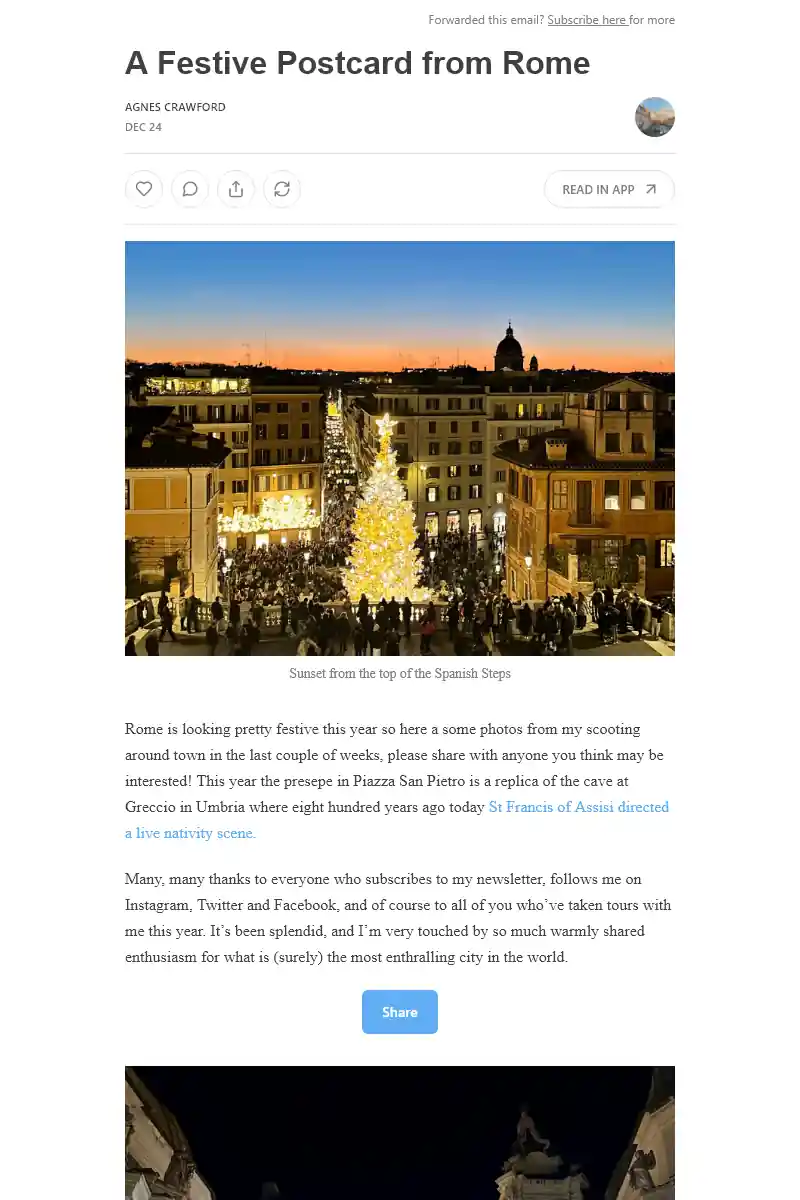 Forwarded this email? Subscribe here for more
A Festive Postcard from Rome
AGNES CRAWFORD
DEC 24
READ IN APP
Sunset from the top of the Spanish Steps
Rome is looking pretty festive this year so here a some photos from my scooting
around town in the last couple of weeks, please share with anyone you think may be
interested! This year the presepe in Piazza San Pietro is a replica of the cave at
Greccio in Umbria where eight hundred years ago today St Francis of Assisi directed
a live nativity scene.
Many, many thanks to everyone who subscribes to my newsletter, follows me on
Instagram, Twitter and Facebook, and of course to all of you who’ve taken tours with
me this year. It’s been splendid, and I’m very touched by so much warmly shared
enthusiasm for what is (surely) the most enthralling city in the world.
Share